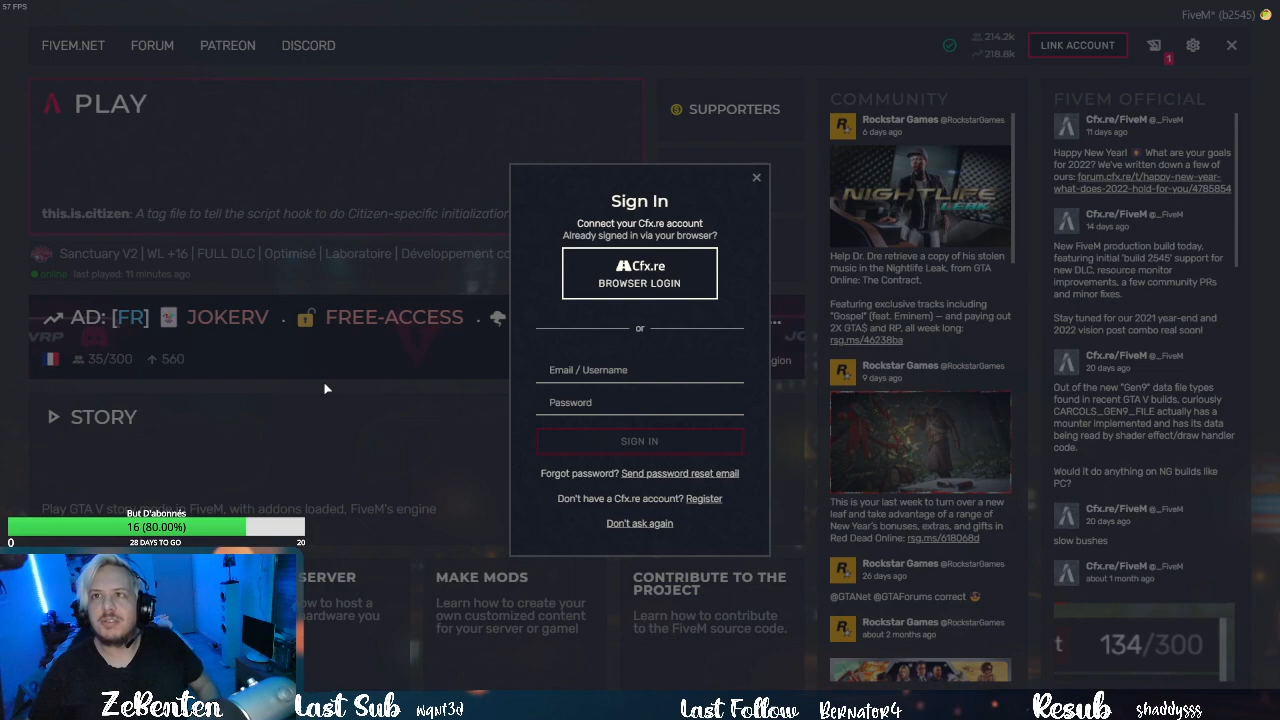 57 FPS
FiveM* (b2545)
FIVEM.NET
FORUM
PATREON
DISCORD
214.2k
218.8k
LINK ACCOUNT
1
PLAY
this.is.citizen: A tag file to tell the script hook to do Citizen-specific initialization
Sanctuary V2 | WL +16 | FULL DLC | Optimisé | Laboratoire | Développement co
online last played: 11 minutes ago
AD: [FR] JOKERV . FREE-ACCESS .
35/300 560
STORY
Play GTA V
in FiveM, with addons loaded, FiveM's engine
SUPPORTERS
Sign In
Connect your Cfx.re account
Already signed in via your browser?
Cfx.re
BROWSER LOGIN
or
Email / Username
Password
SIGN IN
Forgot password? Send password reset email
Don't have a Cfx.re account? Register
Don't ask again
COMMUNITY
Rockstar Games @RockstarGames
6 days ago
NIGHTLIFE
LEAK
Help Dr. Dre retrieve a copy of his stolen
music in the Nightlife Leak, from GTA
Online: The Contract.
Featuring exclusive tracks including
"Gospel" (feat. Eminem) — and paying out
2X GTA$ and RP, all week long:
rsg.ms/46238ba
Rockstar Games @RockstarGames
9 days ago
This is your last week to turn over a new
leaf and take advantage of a range of
New Year's bonuses, extras, and gifts in
Red Dead Online: rsg.ms/618068d
Rockstar Games @RockstarGames
26 days ago
@GTANet @GTAForums correct
Rockstar Games @RockstarGames
about 2 months ago
FIVEM OFFICIAL
Cfx.re/FiveM @_FiveM
11 days ago
Happy New Year! What are your goals
for 2022? We've written down a few of
ours: forum.cfx.re/t/happy-new-year-
what-does-2022-hold-for-you/4785854
Cfx.re/FiveM @_FiveM
14 days ago
New FiveM production build today,
featuring initial 'build 2545' support for
new DLC, resource monitor
improvements, a few community PRs
and minor fixes.
Stay tuned for our 2021 year-end and
2022 vision post combo real soon!
Cfx.re/FiveM @_FiveM
20 days ago
Out of the new "Gen9" data file types
found in recent GTA V builds, curiously
CARCOLS_GEN9_FILE actually has a
mounter implemented and has its data
being read by shader effect/draw handler
code.
Would it do anything on NG builds like
PC?
Cfx.re/FiveM @_FiveM
20 days ago
slow bushes
Cfx.re/FiveM @_FiveM
about 1 month ago
134/300
But D'abonnés
16 (80.00%)
0
28 DAYS TO GO
20
SERVER
ow to host a
ardware you
MAKE MODS
Learn how to create your
own customized content
for your server or game!
CONTRIBUTE TO THE
PROJECT
Learn how to contribute
to the FiveM source code.
ZeBenten
Last Sub wqnt3d
Last Follow Bernator4
Resub shaddysss